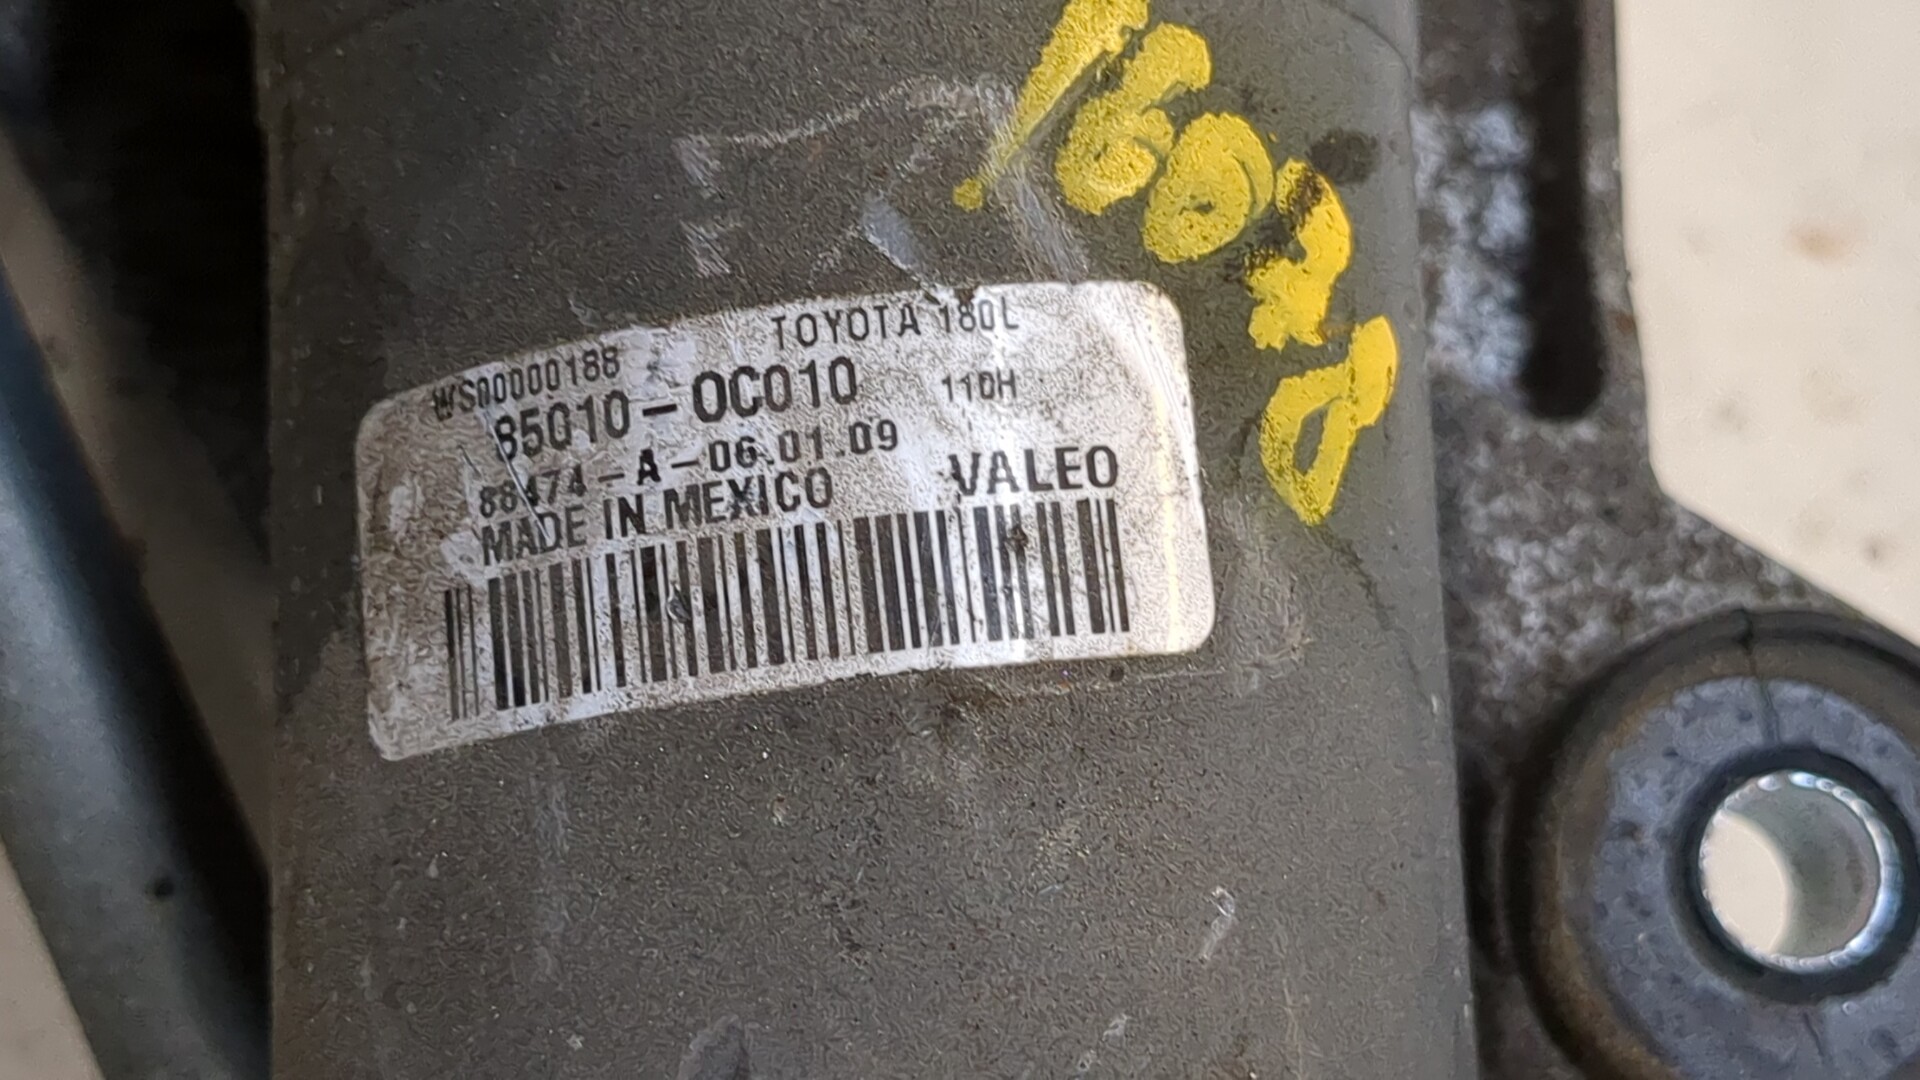 TOYOTA 180L
WS00000188
85010-0C010 110H
88474-A-06.01.09
MADE IN MEXICO VALEO